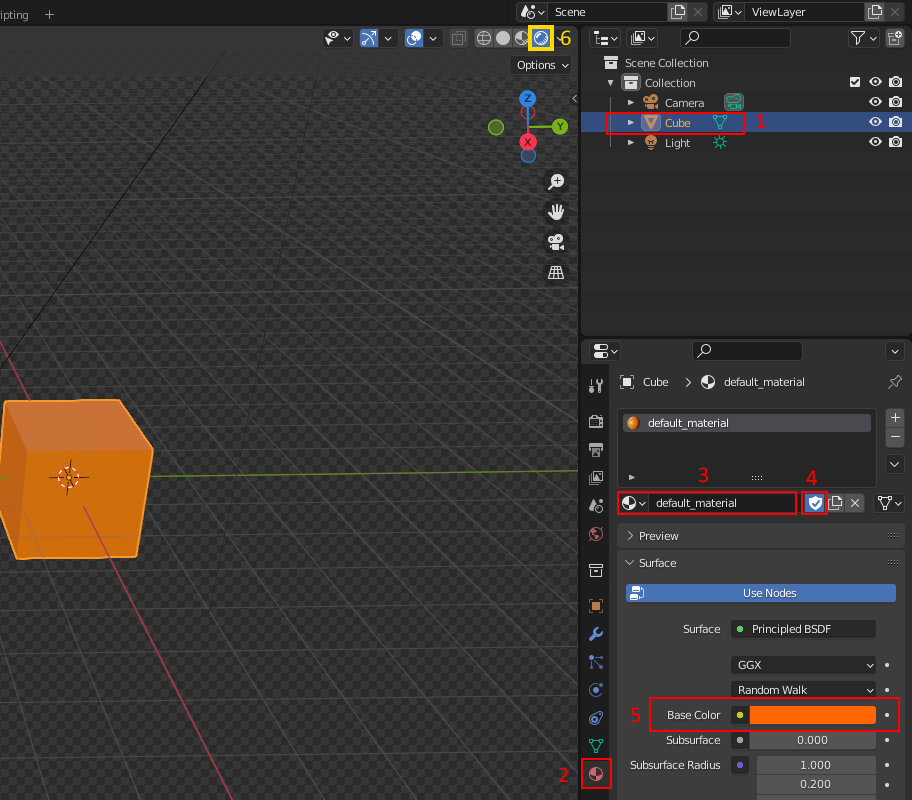 ipting +
Scene
ViewLayer
6
Options
Z
Y
X
Scene Collection
Collection
Camera
Cube 1
Light
Cube > default_material
default_material
3 4
default_material
Preview
Surface
Use Nodes
Surface Principled BSDF
GGX
Random Walk
5 Base Color
Subsurface 0.000
Subsurface Radius 1.000
0.200
2